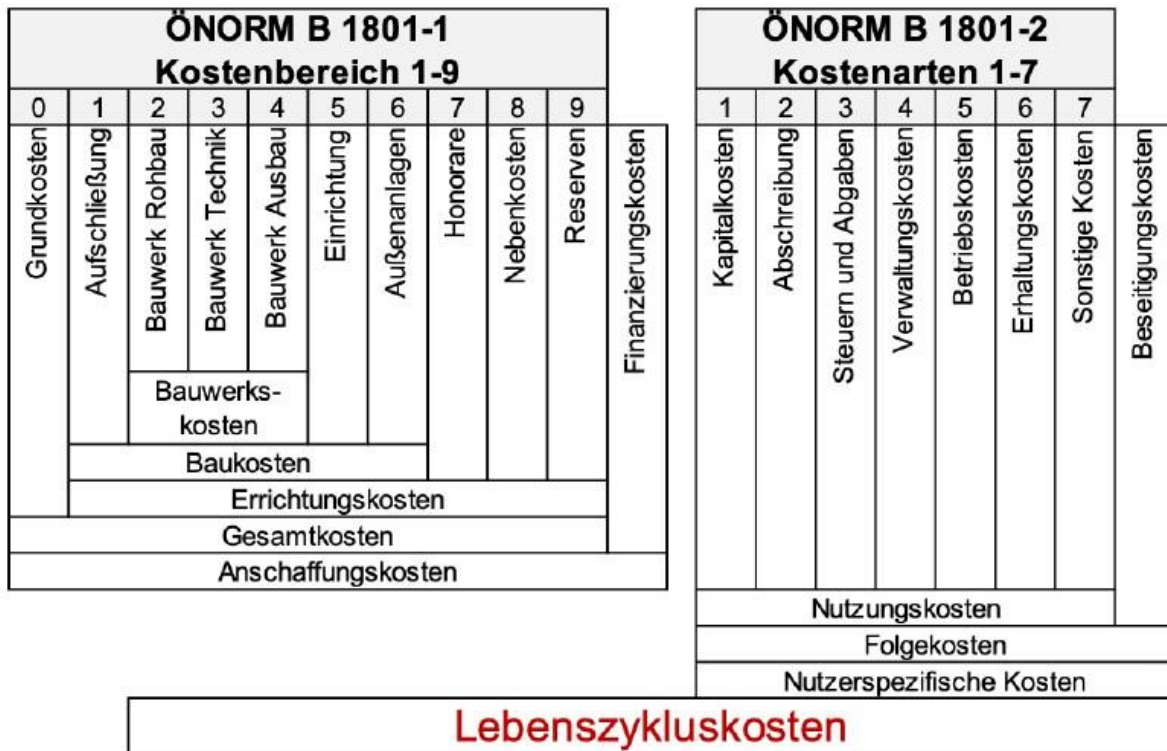 ÖNORM B 1801-1
Kostenbereich 1-9
0 1 2 3 4 5 6 7 8 9
Grundkosten
Aufschließung
Bauwerk Rohbau
Bauwerk Technik
Bauwerk Ausbau
Einrichtung
Außenanlagen
Honorare
Nebenkosten
Reserven
Finanzierungskosten
Bauwerks-
kosten
Baukosten
Errichtungskosten
Gesamtkosten
Anschaffungskosten
ÖNORM B 1801-2
Kostenarten 1-7
1 2 3 4 5 6 7
Kapitalkosten
Abschreibung
Steuern und Abgaben
Verwaltungskosten
Betriebskosten
Erhaltungskosten
Sonstige Kosten
Beseitigungskosten
Nutzungskosten
Folgekosten
Nutzerspezifische Kosten
Lebenszykluskosten